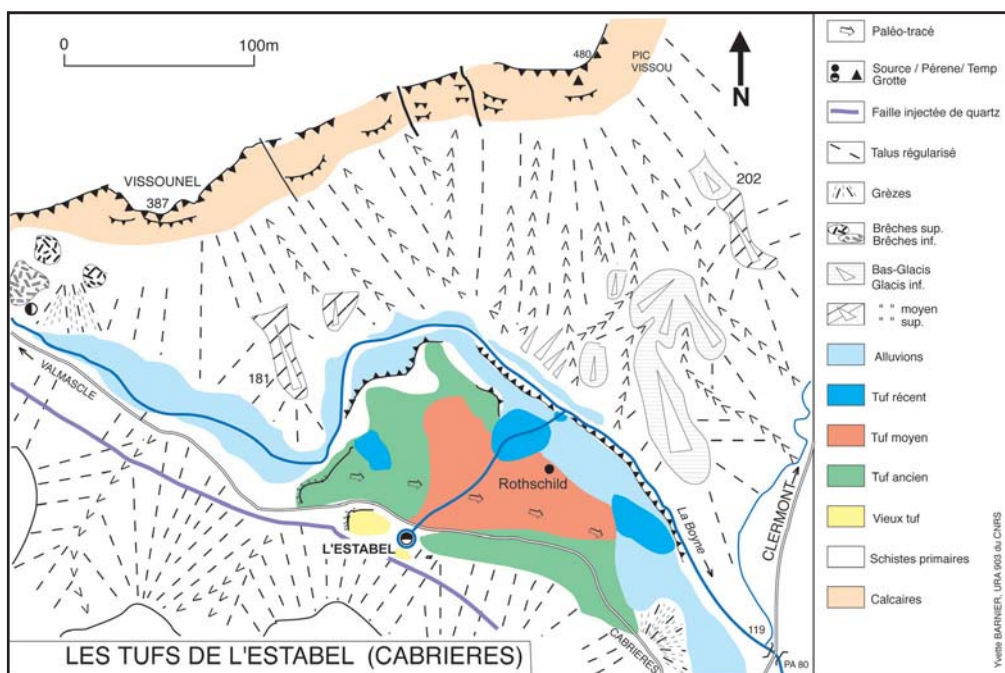 0
100m
480
PIC
VISSOU
N
VISSOUNEL
387
202
181
VALMASCLE
Rothschild
L'ESTABEL
La Boyne
CLERMONT
CABRIERES
119
PA 80
LES TUFS DE L'ESTABEL (CABRIERES)
Paléo-tracé
Source / Pérene/ Temp
Grotte
Faille injectée de quartz
Talus régularisé
Grèzes
Brêches sup.
Brêches inf.
Bas-Glacis
Glacis inf.
" " moyen
" " sup.
Alluvions
Tuf récent
Tuf moyen
Tuf ancien
Vieux tuf
Schistes primaires
Calcaires
Yvette BARNIER, URA 903 du CNRS